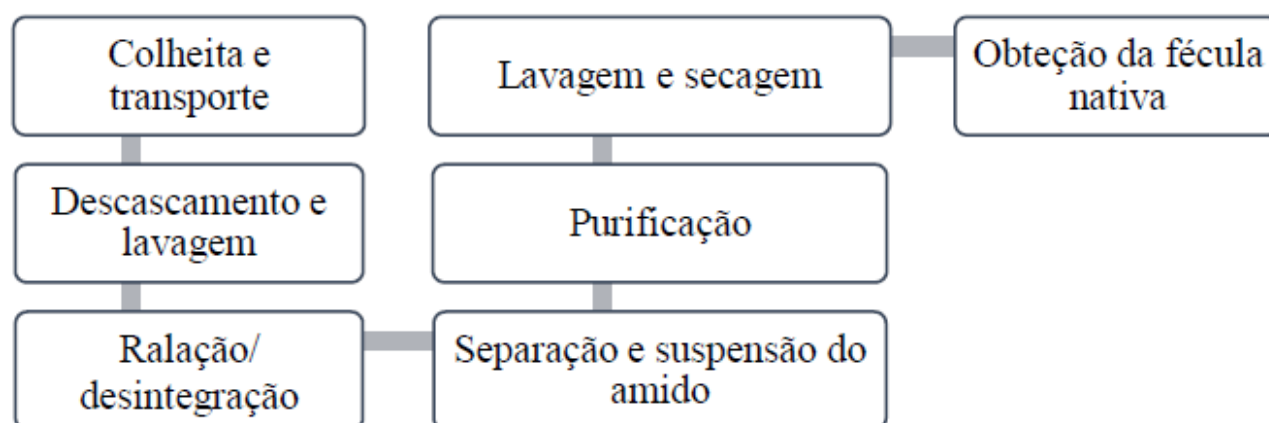 Colheita e
transporte
Descascamento e
lavagem
Ralação/
desintegração
Separação e suspensão do
amido
Purificação
Lavagem e secagem
Obteção da fécula
nativa